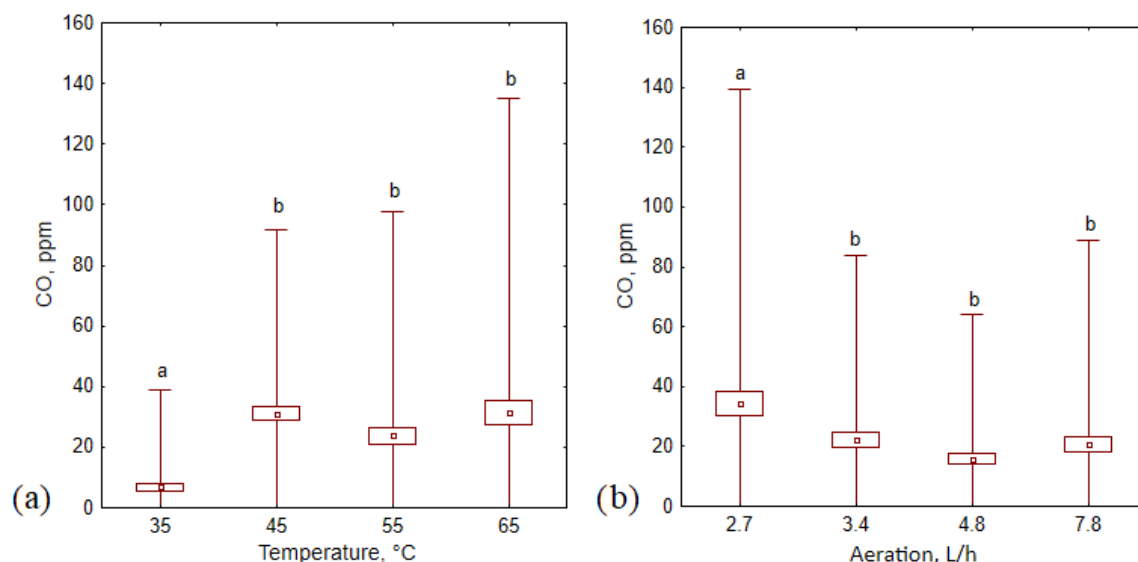 160
140
120
100
80
60
40
20
0
CO, ppm
a
b
b
b
35 45 55 65
Temperature, °C
(a)
160
140
120
100
80
60
40
20
0
CO, ppm
a
b
b
b
2.7 3.4 4.8 7.8
Aeration, L/h
(b)